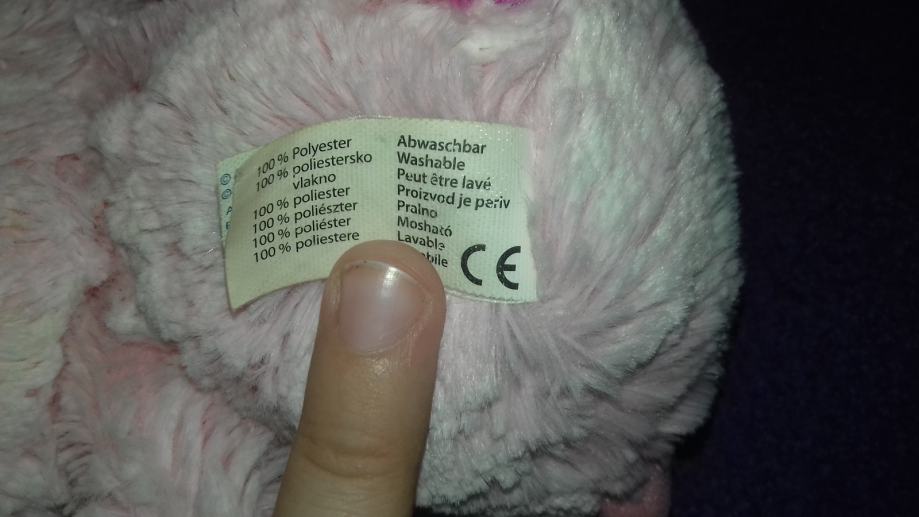 100 % Polyester
100 % poliestersko
vlakno
100 % poliester
100 % poliészter
100 % poliéster
100 % poliestere
Abwaschbar
Washable
Peut être lavé
Proizvod je periv
Pralno
Mosható
Lavable
CE